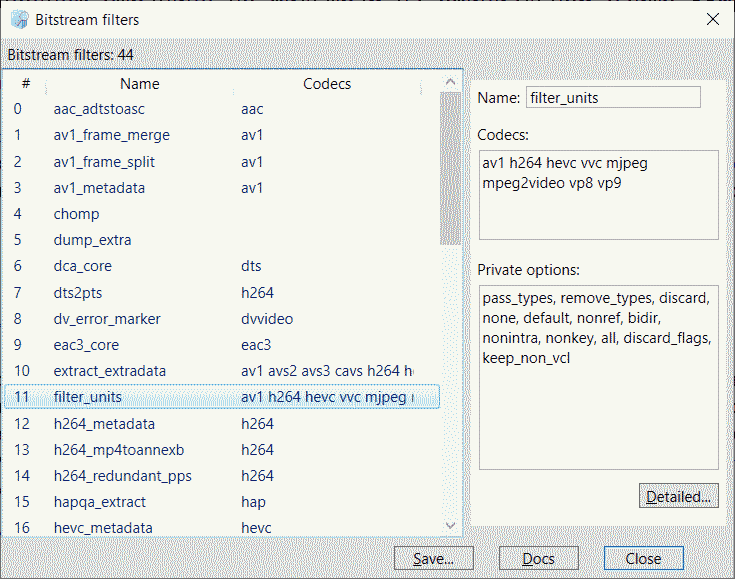 Bitstream filters
Bitstream filters: 44
# Name Codecs
0 aac_adtstoasc aac
1 av1_frame_merge av1
2 av1_frame_split av1
3 av1_metadata av1
4 chomp
5 dump_extra
6 dca_core dts
7 dts2pts h264
8 dv_error_marker dvvideo
9 eac3_core eac3
10 extract_extradata av1 avs2 avs3 cavs h264 h
11 filter_units av1 h264 hevc vvc mjpeg
12 h264_metadata h264
13 h264_mp4toannexb h264
14 h264_redundant_pps h264
15 hapqa_extract hap
16 hevc_metadata hevc
Name: filter_units
Codecs:
av1 h264 hevc vvc mjpeg
mpeg2video vp8 vp9
Private options:
pass_types, remove_types, discard,
none, default, nonref, bidir,
nonintra, nonkey, all, discard_flags,
keep_non_vcl
Detailed...
Save... Docs Close